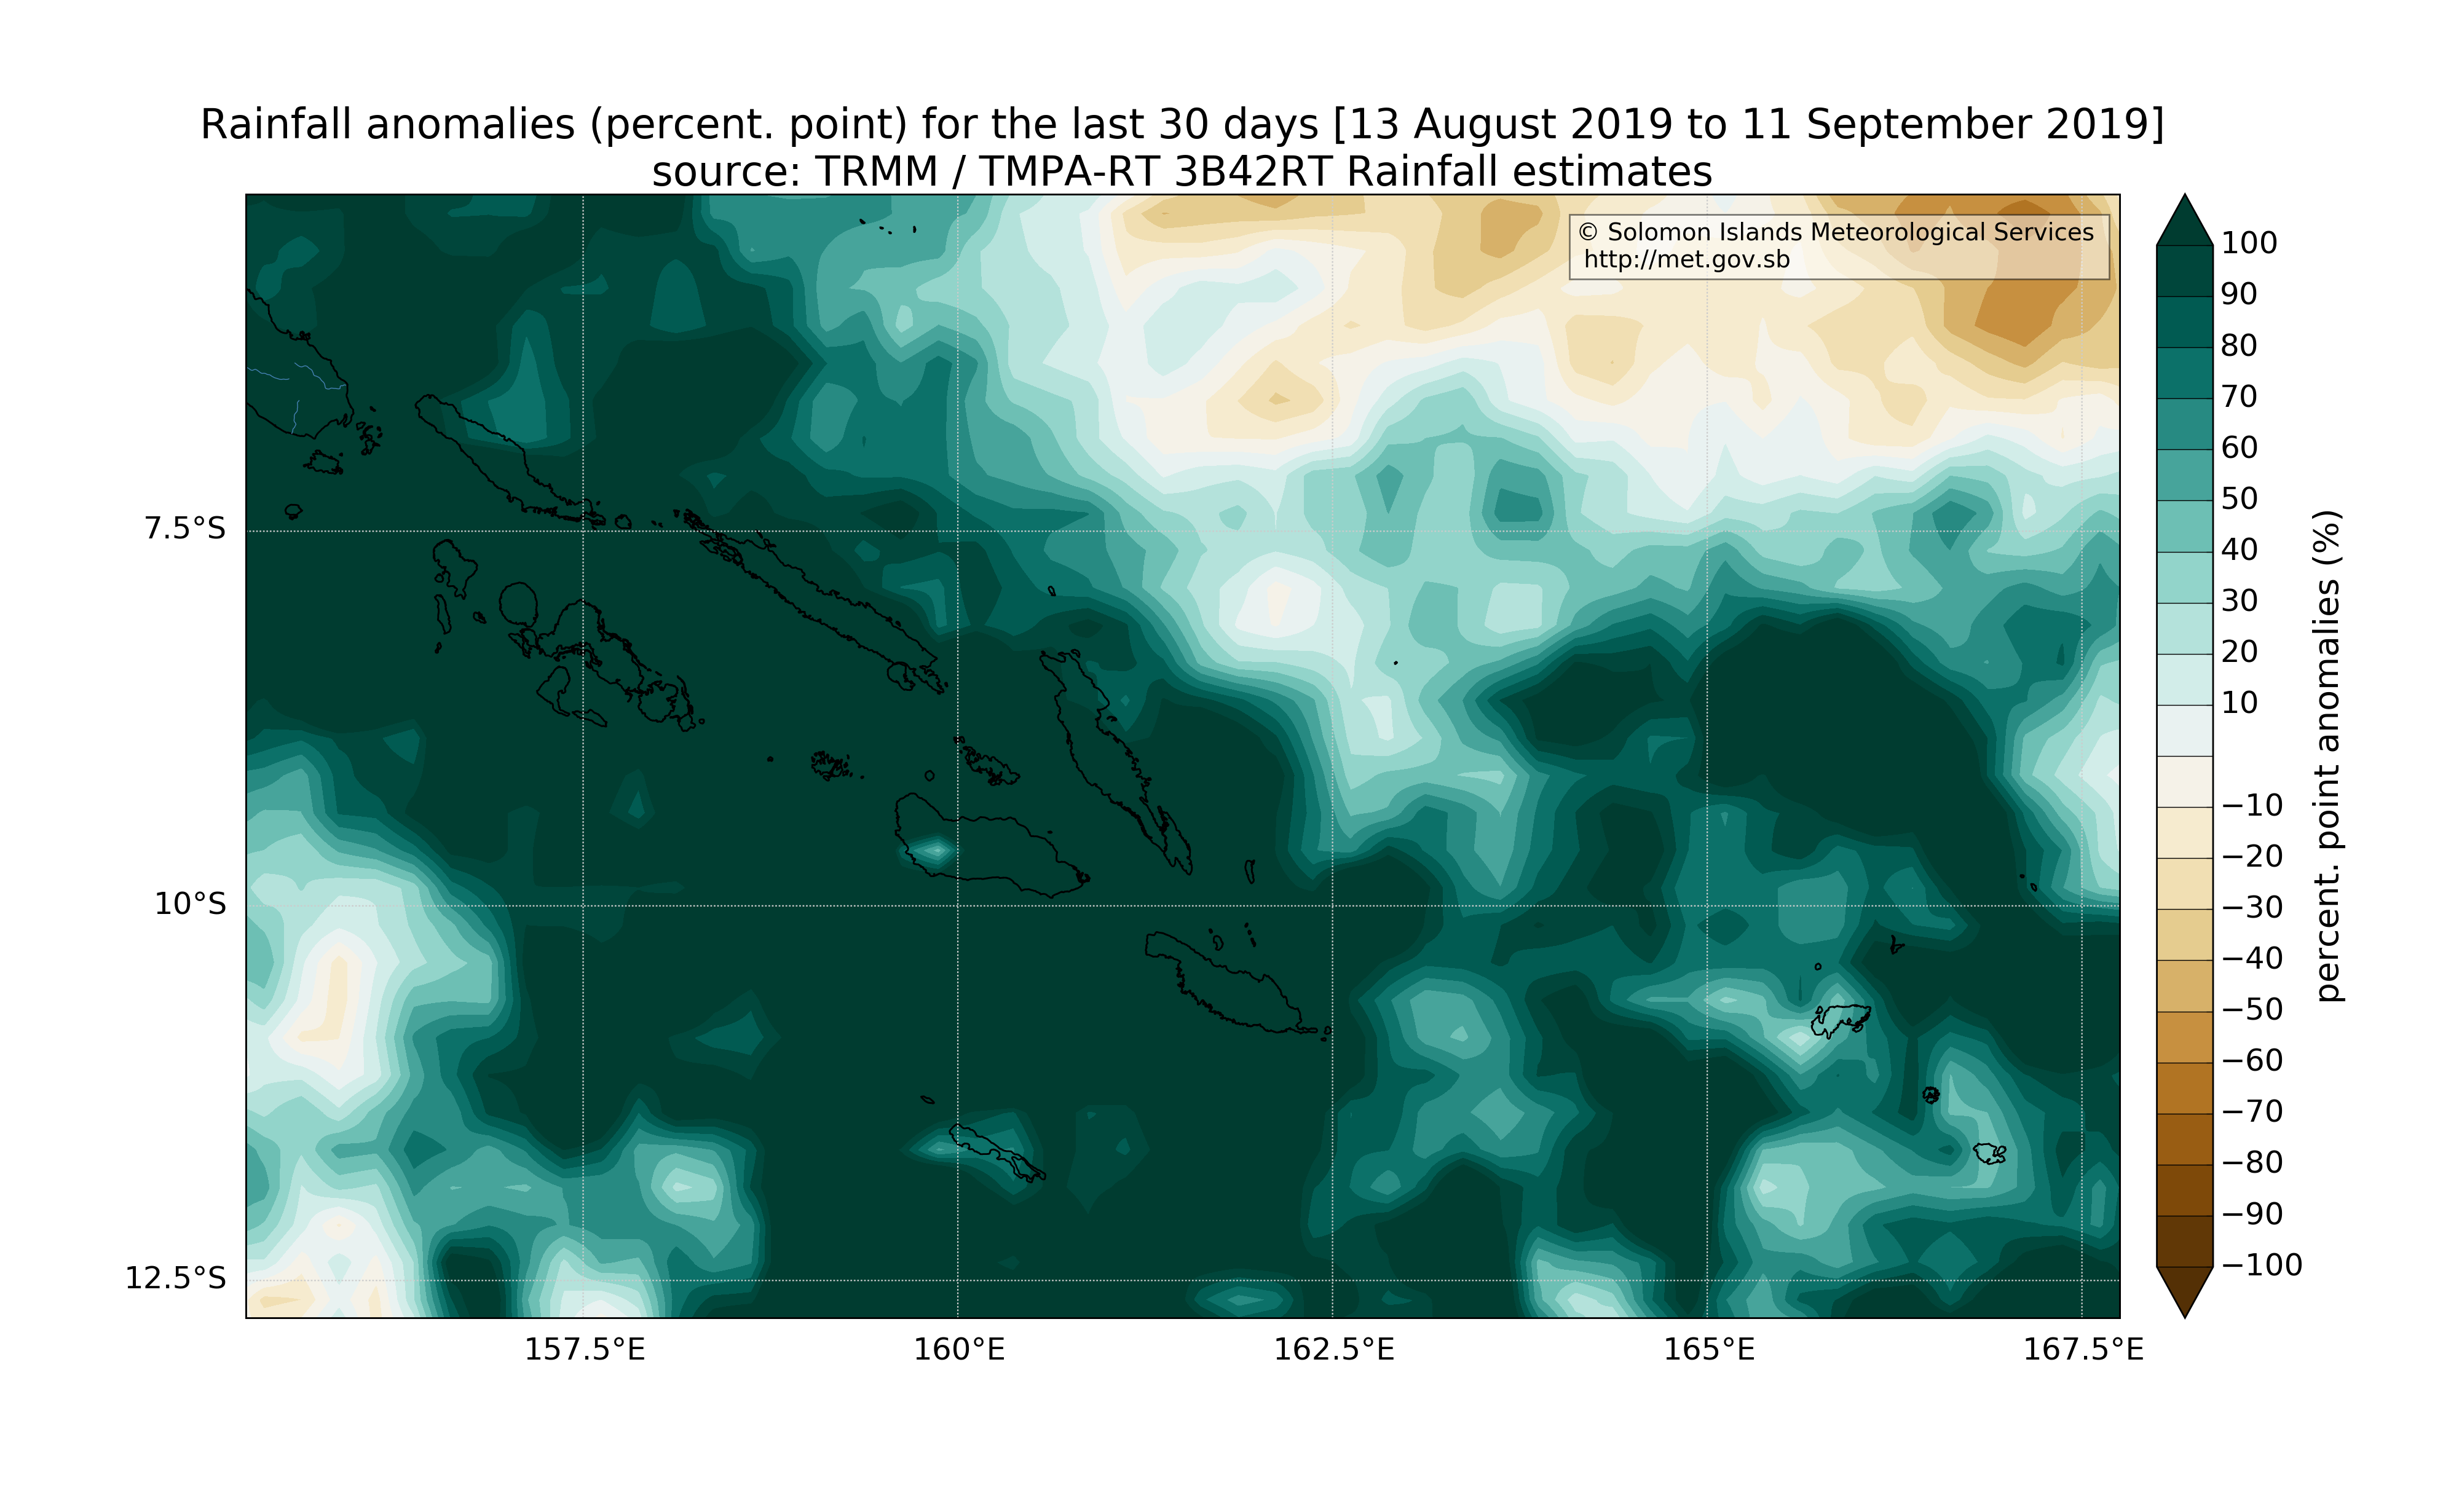 Rainfall anomalies (percent. point) for the last 30 days [13 August 2019 to 11 September 2019]
source: TRMM / TMPA-RT 3B42RT Rainfall estimates
© Solomon Islands Meteorological Services
http://met.gov.sb
7.5°S
10°S
12.5°S
157.5°E
160°E
162.5°E
165°E
167.5°E
100
90
80
70
60
50
40
30
20
10
−10
−20
−30
−40
−50
−60
−70
−80
−90
−100
percent. point anomalies (%)